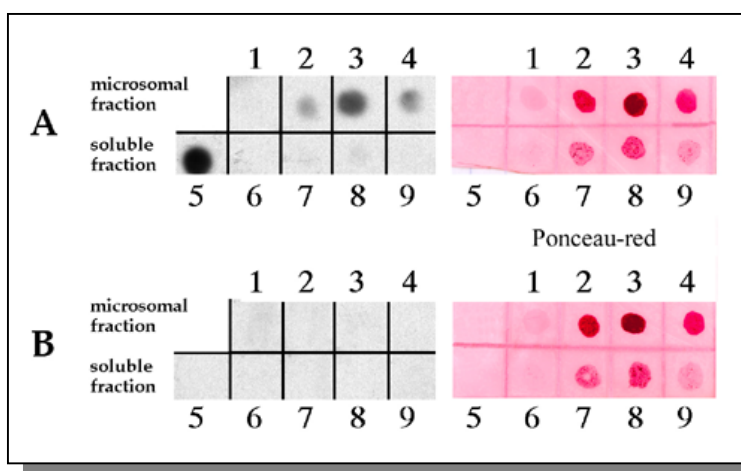 1 2 3 4 1 2 3 4
microsomal
fraction
A
soluble
fraction
5 6 7 8 9 5 6 7 8 9
Ponceau-red
1 2 3 4 1 2 3 4
microsomal
fraction
B
soluble
fraction
5 6 7 8 9 5 6 7 8 9